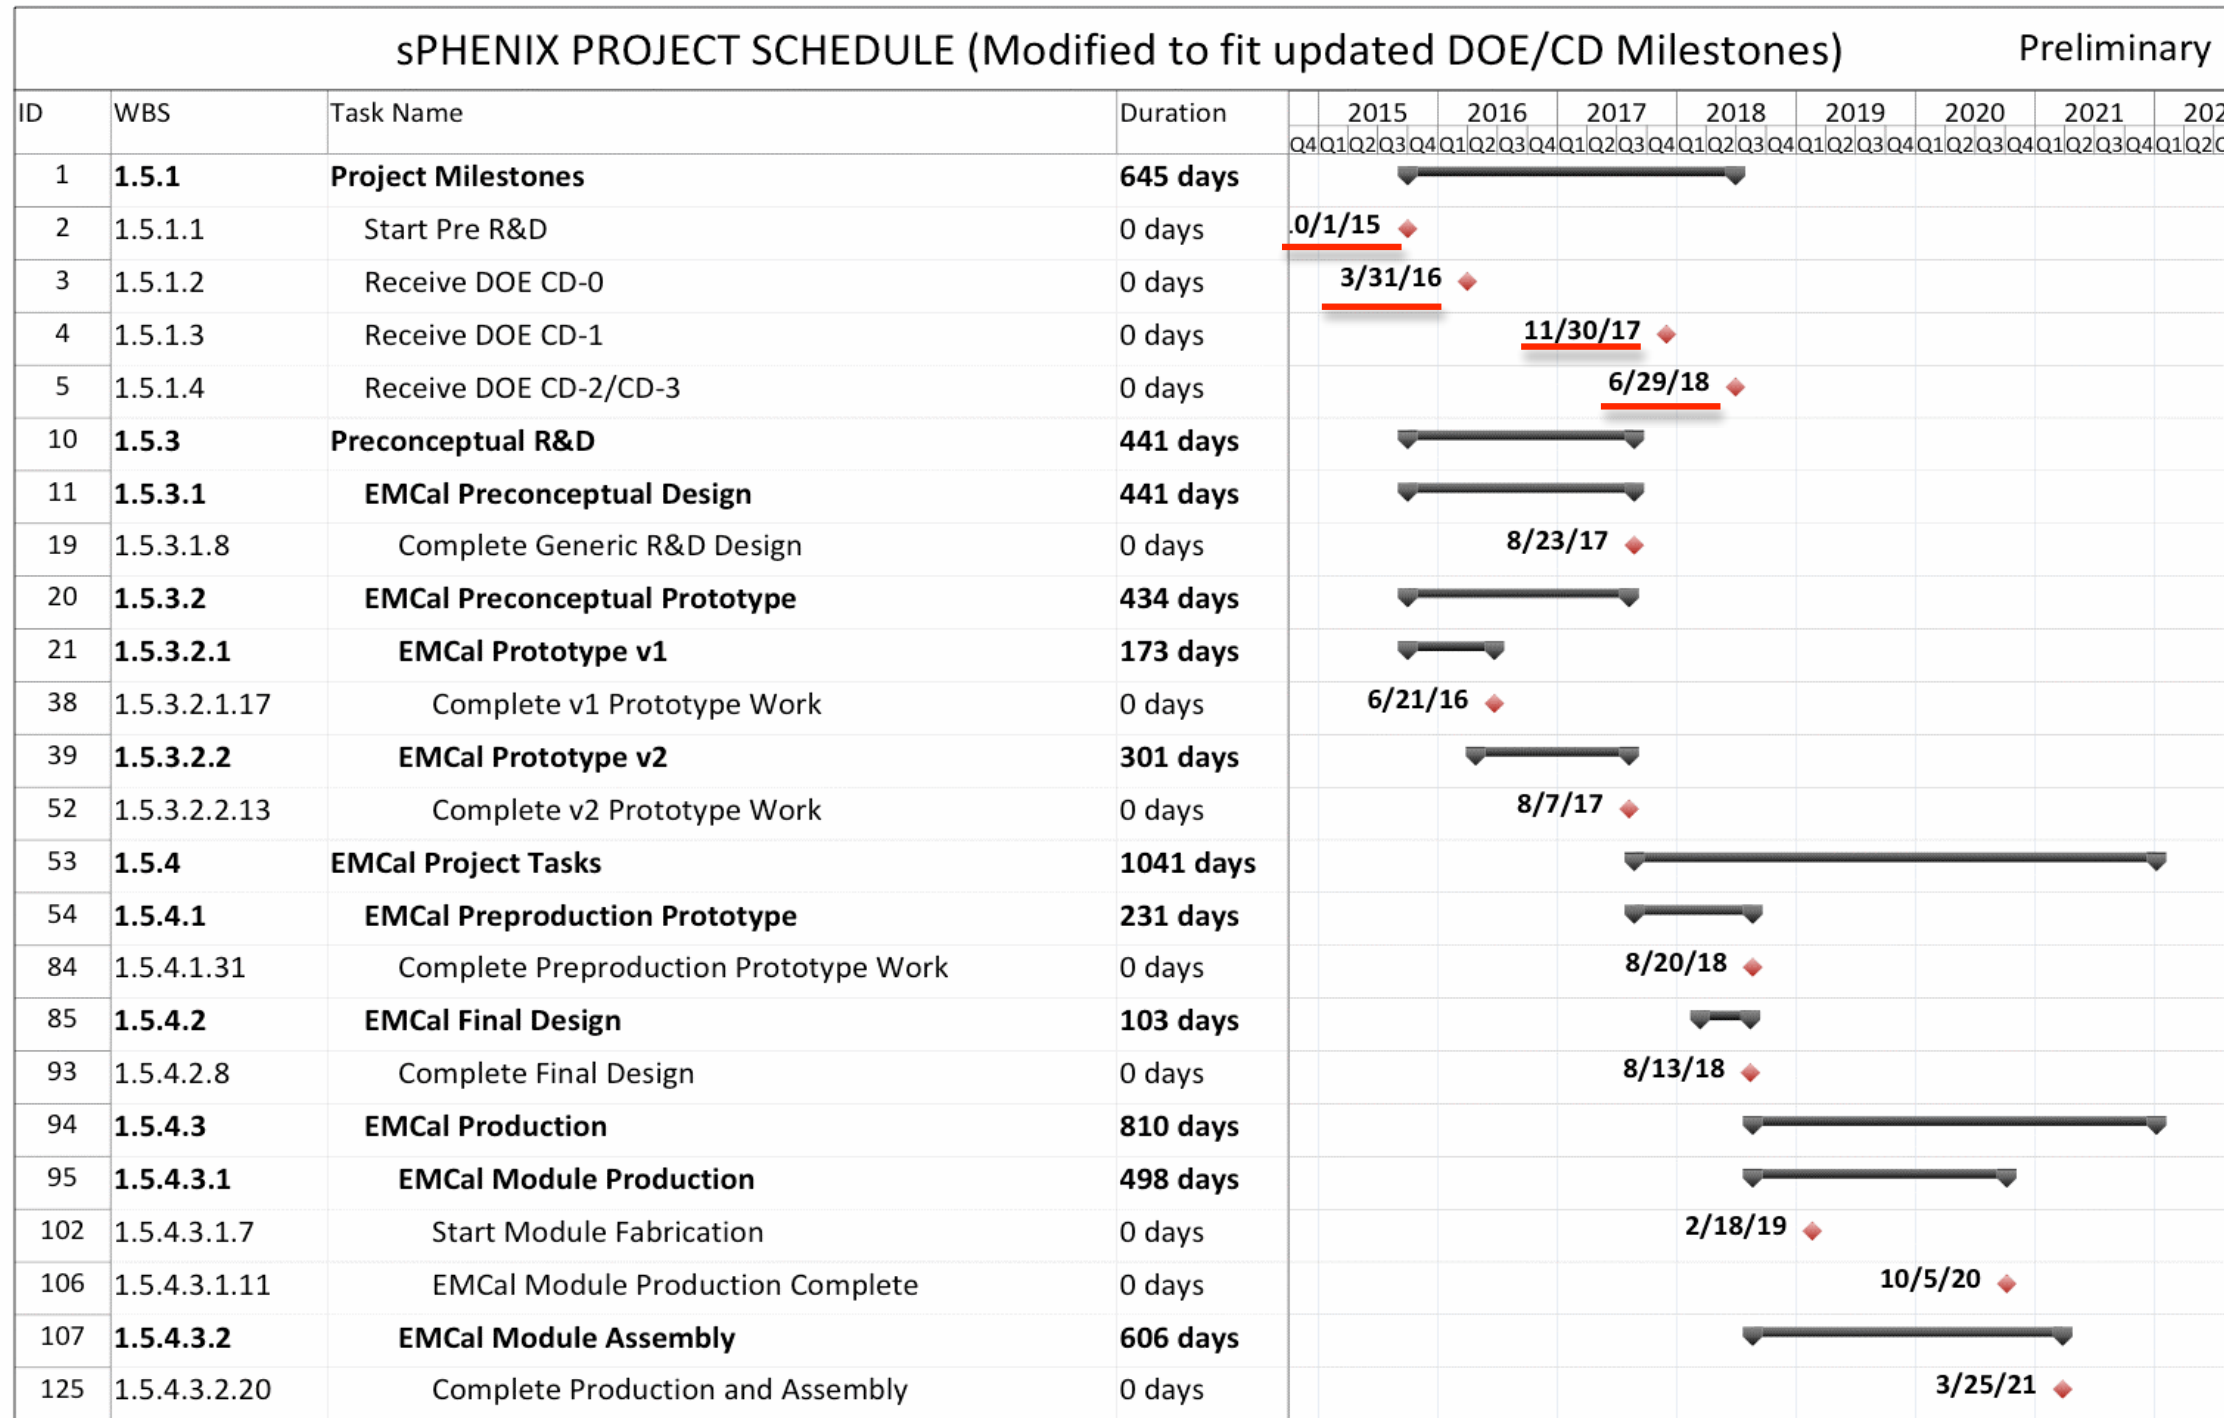 sPHENIX PROJECT SCHEDULE (Modified to fit updated DOE/CD Milestones) Preliminary
ID WBS Task Name Duration 2015 2016 2017 2018 2019 2020 2021
Q4 Q1 Q2 Q3 Q4 Q1 Q2 Q3 Q4 Q1 Q2 Q3 Q4 Q1 Q2 Q3 Q4 Q1 Q2 Q3 Q4 Q1 Q2 Q3 Q4 Q1 Q2 Q3 Q4 Q1 Q2
1 1.5.1 Project Milestones 645 days
2 1.5.1.1 Start Pre R&D 0 days 0/1/15
3 1.5.1.2 Receive DOE CD-0 0 days 3/31/16
4 1.5.1.3 Receive DOE CD-1 0 days 11/30/17
5 1.5.1.4 Receive DOE CD-2/CD-3 0 days 6/29/18
10 1.5.3 Preconceptual R&D 441 days
11 1.5.3.1 EMCal Preconceptual Design 441 days
19 1.5.3.1.8 Complete Generic R&D Design 0 days 8/23/17
20 1.5.3.2 EMCal Preconceptual Prototype 434 days
21 1.5.3.2.1 EMCal Prototype v1 173 days
38 1.5.3.2.1.17 Complete v1 Prototype Work 0 days 6/21/16
39 1.5.3.2.2 EMCal Prototype v2 301 days
52 1.5.3.2.2.13 Complete v2 Prototype Work 0 days 8/7/17
53 1.5.4 EMCal Project Tasks 1041 days
54 1.5.4.1 EMCal Preproduction Prototype 231 days
84 1.5.4.1.31 Complete Preproduction Prototype Work 0 days 8/20/18
85 1.5.4.2 EMCal Final Design 103 days
93 1.5.4.2.8 Complete Final Design 0 days 8/13/18
94 1.5.4.3 EMCal Production 810 days
95 1.5.4.3.1 EMCal Module Production 498 days
102 1.5.4.3.1.7 Start Module Fabrication 0 days 2/18/19
106 1.5.4.3.1.11 EMCal Module Production Complete 0 days 10/5/20
107 1.5.4.3.2 EMCal Module Assembly 606 days
125 1.5.4.3.2.20 Complete Production and Assembly 0 days 3/25/21